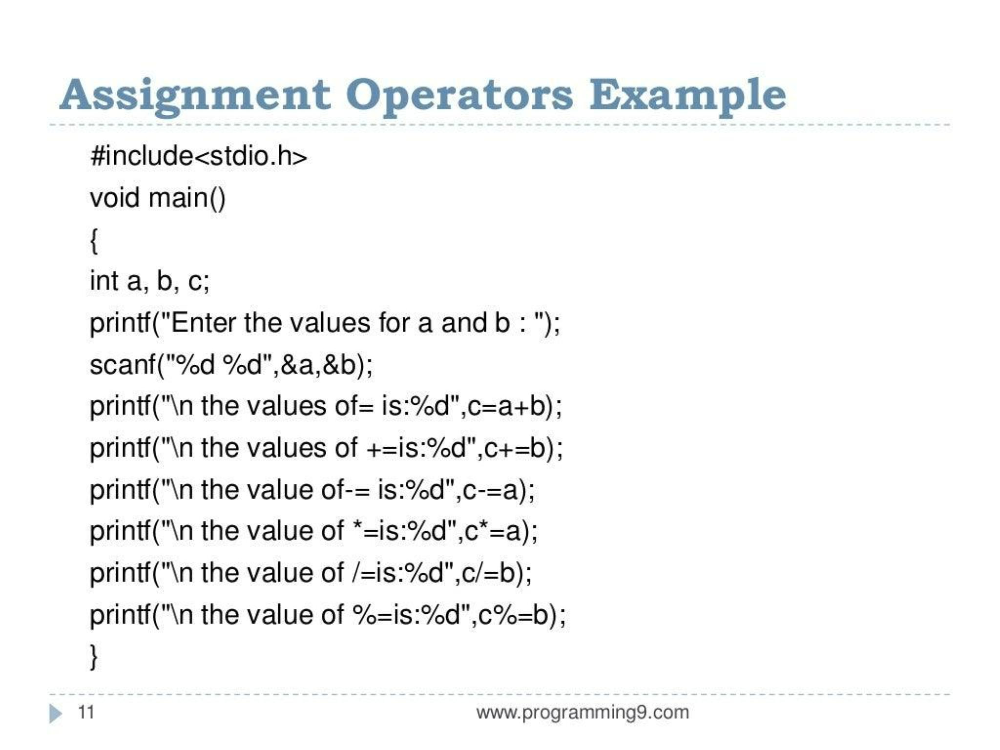 Assignment Operators Example
#include<stdio.h>
void main()
{
int a, b, c;
printf("Enter the values for a and b : ");
scanf("%d %d",&a,&b);
printf("\n the values of= is:%d",c=a+b);
printf("\n the values of +=is:%d",c+=b);
printf("\n the value of-= is:%d",c-=a);
printf("\n the value of *=is:%d",c*=a);
printf("\n the value of /=is:%d",c/=b);
printf("\n the value of %=is:%d",c%=b);
}
11 www.programming9.com